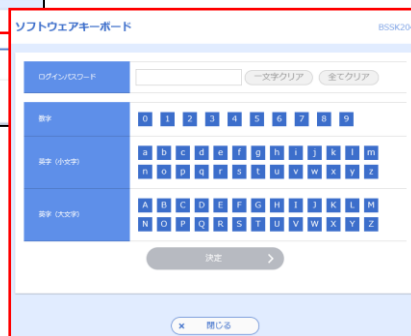 ソフトウェアキーボード BSSK20
ログインパスワード 一文字クリア 全てクリア
数字 0 1 2 3 4 5 6 7 8 9
英字（小文字） a b c d e f g h i j k l m
n o p q r s t u v w x y z
英字（大文字） A B C D E F G H I J K L M
N O P Q R S T U V W X Y Z
決定
× 閉じる